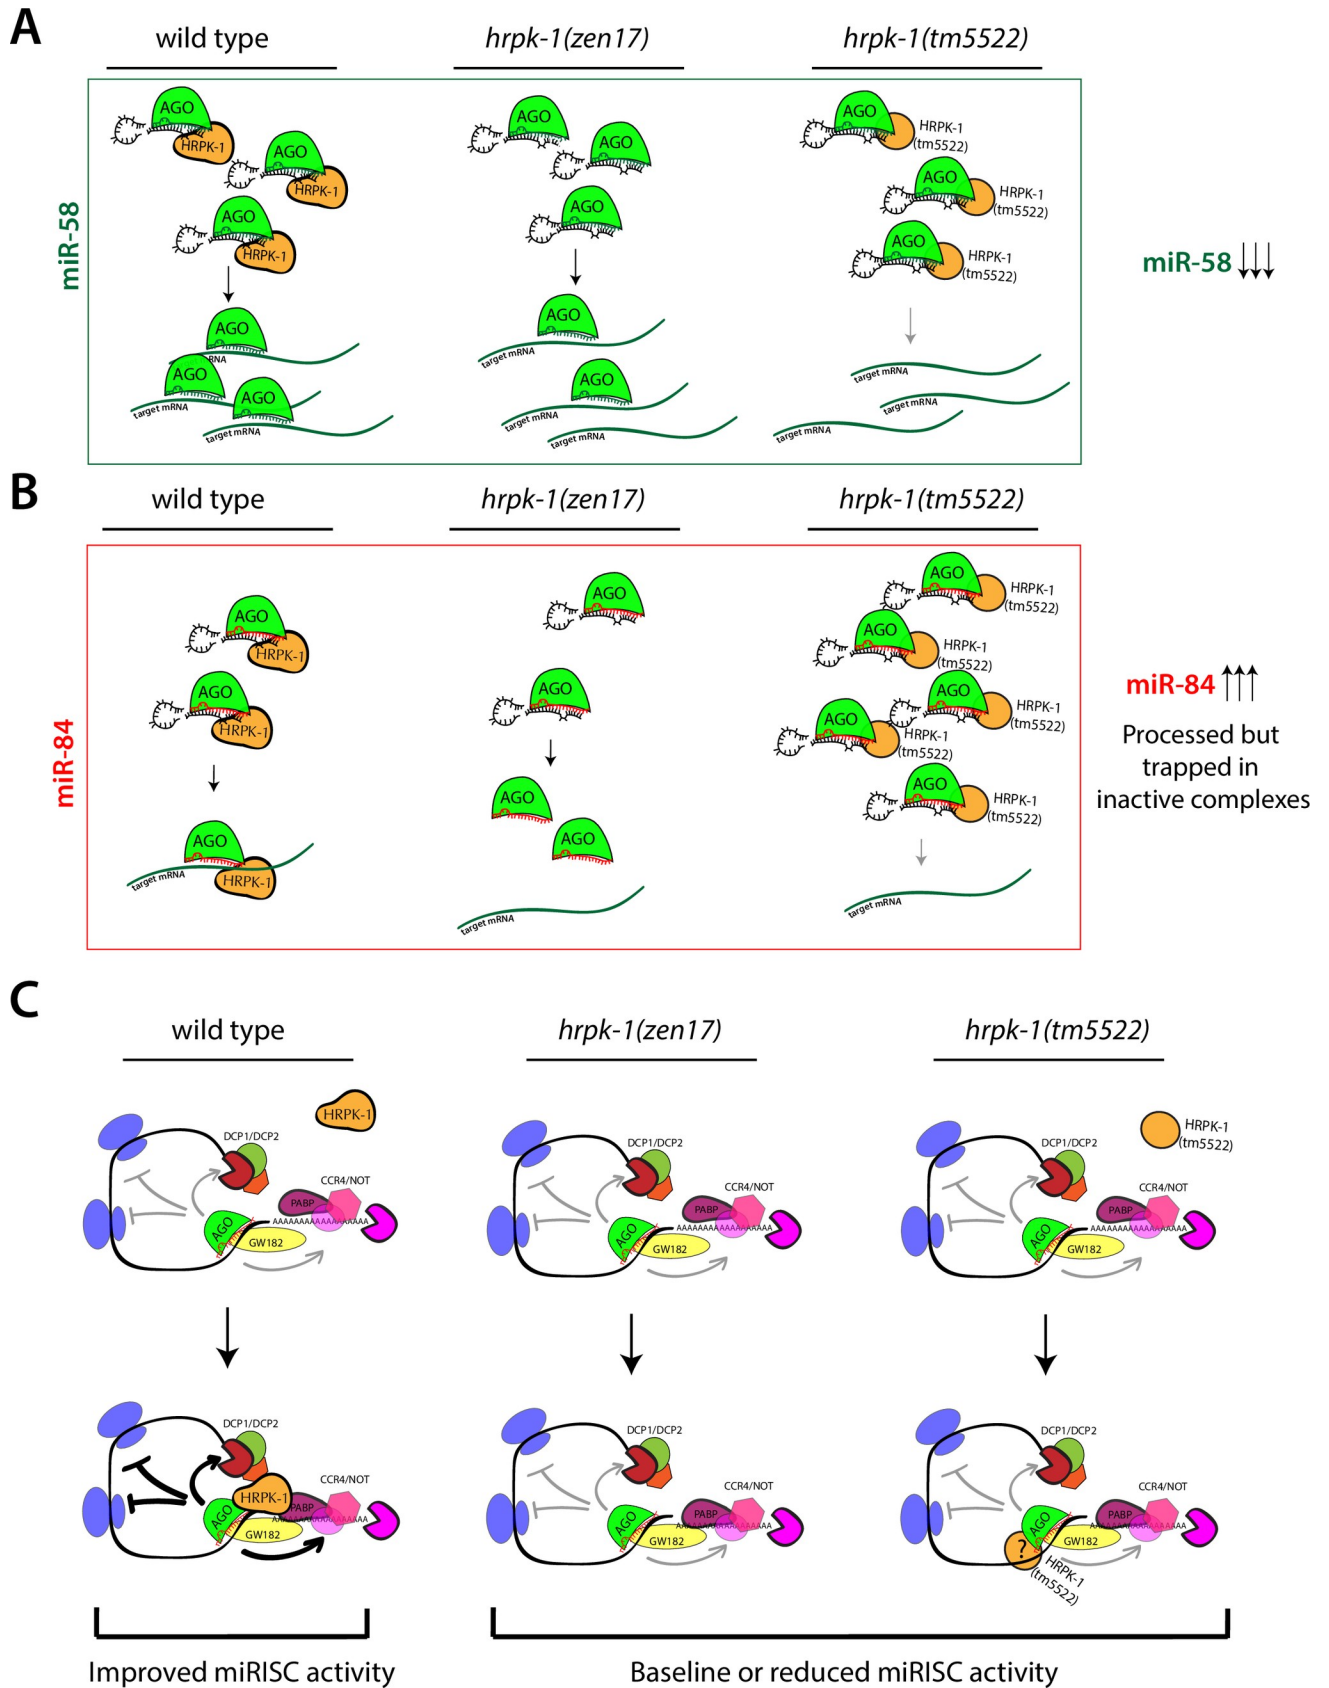 A
wild type
hrpk-1(zen17)
hrpk-1(tm5522)
miR-58
AGO
HRPK-1
AGO
HRPK-1
AGO
HRPK-1
AGO
RNA
AGO
target mRNA
AGO
target mRNA
AGO
AGO
AGO
AGO
target mRNA
AGO
target mRNA
target mRNA
AGO
HRPK-1
(tm5522)
AGO
HRPK-1
(tm5522)
AGO
HRPK-1
(tm5522)
target mRNA
target mRNA
target mRNA
miR-58 ↓↓↓
B
wild type
hrpk-1(zen17)
hrpk-1(tm5522)
miR-84
AGO
HRPK-1
AGO
HRPK-1
AGO
target mRNA
HRPK-1
AGO
AGO
AGO
AGO
target mRNA
AGO
HRPK-1
(tm5522)
AGO
HRPK-1
(tm5522)
AGO
HRPK-1
(tm5522)
AGO
HRPK-1
(tm5522)
AGO
HRPK-1
(tm5522)
target mRNA
miR-84 ↑↑↑
Processed but
trapped in
inactive complexes
C
wild type
hrpk-1(zen17)
hrpk-1(tm5522)
HRPK-1
DCP1/DCP2
CCR4/NOT
PABP
AGO
AAAAAAAAAAAAAAAAAA
GW182
DCP1/DCP2
CCR4/NOT
PABP
AGO
AAAAAAAAAAAAAAAAAA
GW182
HRPK-1
(tm5522)
DCP1/DCP2
CCR4/NOT
PABP
AGO
AAAAAAAAAAAAAAAAAA
GW182
DCP1/DCP2
CCR4/NOT
HRPK-1
PABP
AGO
AAAAAAAAAAAA
GW182
DCP1/DCP2
CCR4/NOT
PABP
AGO
AAAAAAAAAAAAAAAAAA
GW182
DCP1/DCP2
CCR4/NOT
PABP
AGO
AAAAAAAAAAAAAAAAAA
GW182
?
HRPK-1
(tm5522)
Improved miRISC activity
Baseline or reduced miRISC activity